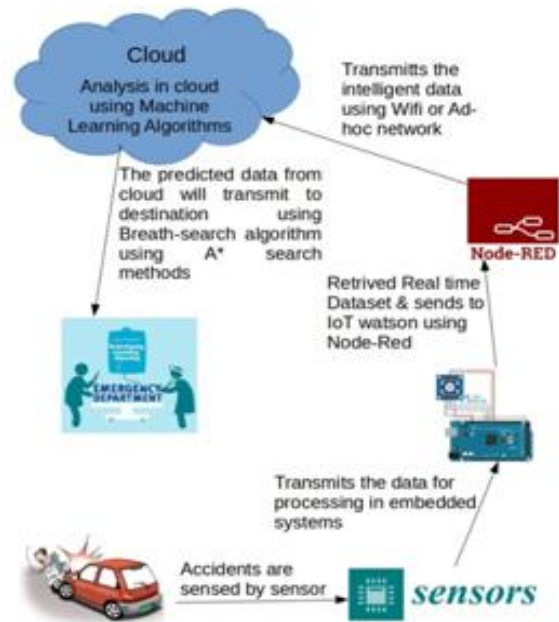 Cloud
Analysis in cloud
using Machine
Learning Algorithms
Transmitts the
intelligent data
using Wifi or Ad-
hoc network
The predicted data from
cloud will transmit to
destination using
Breath-search algorithm
using A* search
methods
Node-RED
Retrived Real time
Dataset & sends to
IoT watson using
Node-Red
EMERGENCY
DEPARTMENT
Transmits the data for
processing in embedded
systems
Accidents are
sensed by sensor
sensors